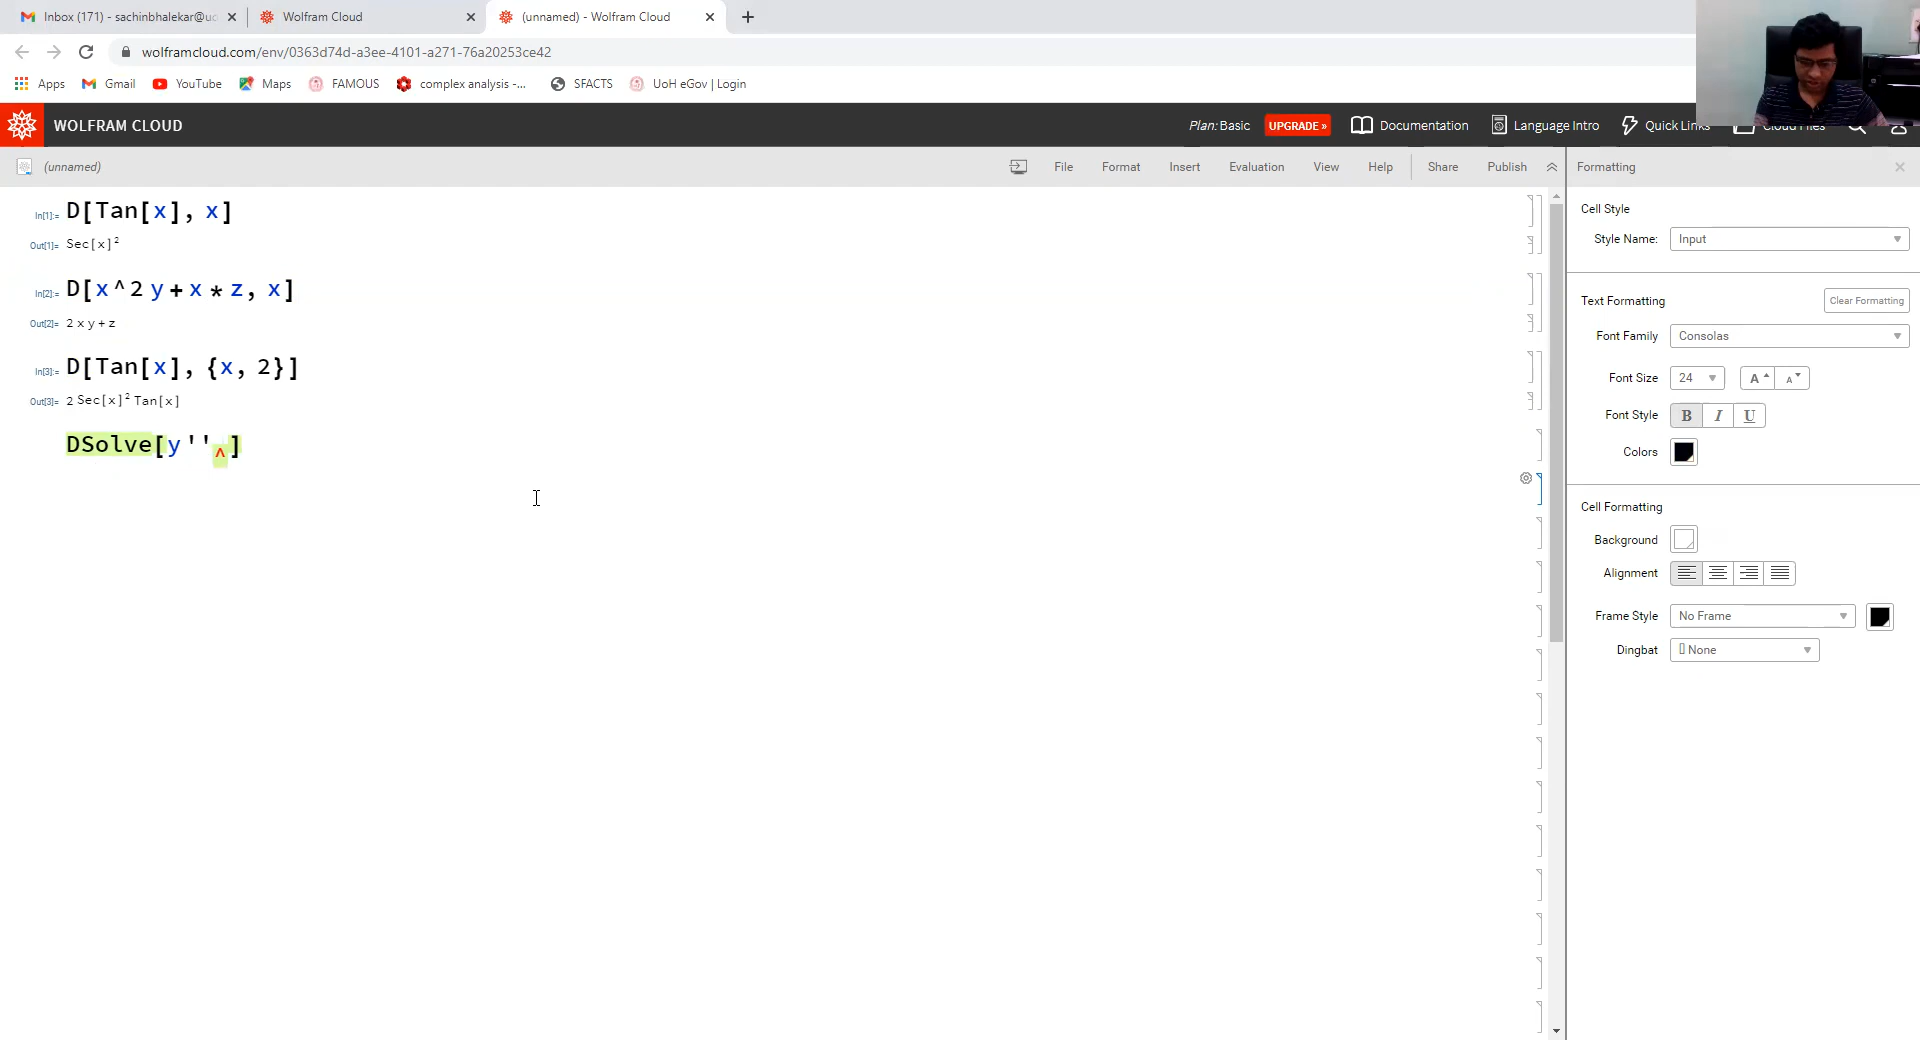 Inbox (171) - sachinbhalekar@uo
Wolfram Cloud
(unnamed) - Wolfram Cloud
wolframcloud.com/env/0363d74d-a3ee-4101-a271-76a20253ce42
Apps
Gmail
YouTube
Maps
FAMOUS
complex analysis -...
SFACTS
UoH eGov | Login
WOLFRAM CLOUD
Plan: Basic
UPGRADE »
Documentation
Language Intro
Quick Links
Cloud Files
(unnamed)
File
Format
Insert
Evaluation
View
Help
Share
Publish
Formatting
In[1]:= D[Tan[x], x]
Out[1]= Sec[x]²
In[2]:= D[x^2 y + x * z, x]
Out[2]= 2 x y + z
In[3]:= D[Tan[x], {x, 2}]
Out[3]= 2 Sec[x]² Tan[x]
DSolve[y ''^]
Cell Style
Style Name: Input
Text Formatting
Clear Formatting
Font Family Consolas
Font Size 24 A A
Font Style B I U
Colors
Cell Formatting
Background
Alignment
Frame Style No Frame
Dingbat None